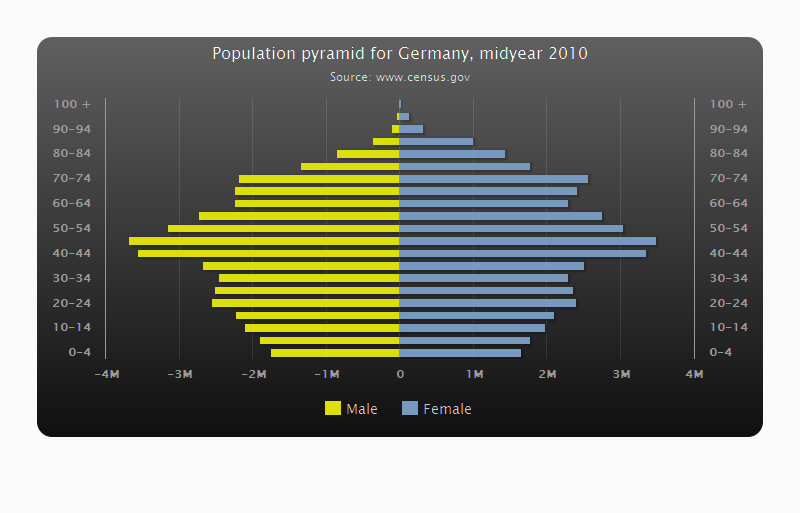 Population pyramid for Germany, midyear 2010
Source: www.census.gov
100 + 100 +
90-94 90-94
80-84 80-84
70-74 70-74
60-64 60-64
50-54 50-54
40-44 40-44
30-34 30-34
20-24 20-24
10-14 10-14
0-4 0-4
-4M -3M -2M -1M 0 1M 2M 3M 4M
Male Female